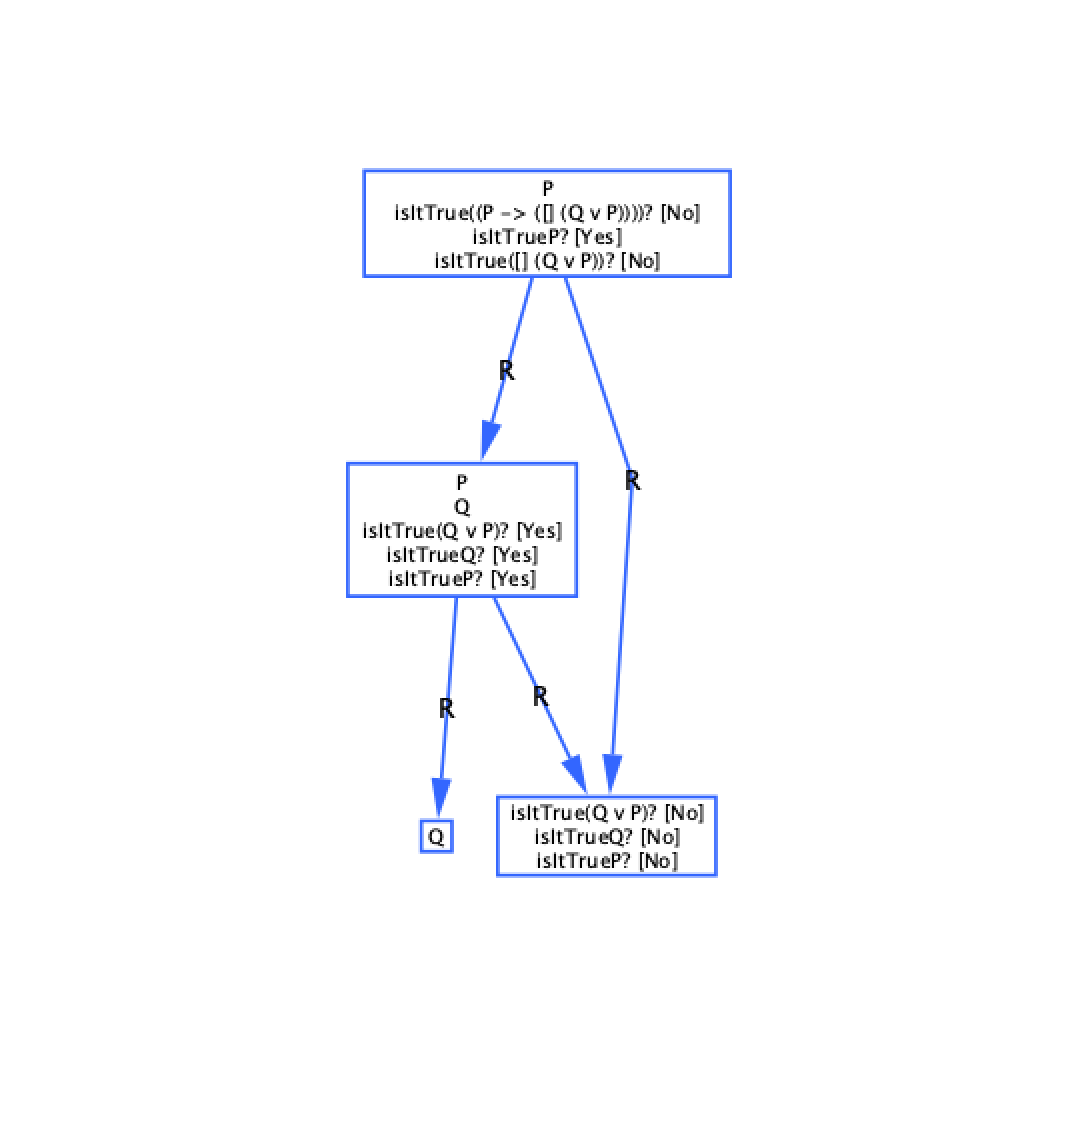 P
isItTrue((P -> ([] (Q v P))))? [No]
isItTrueP? [Yes]
isItTrue([] (Q v P))? [No]
R
R
P
Q
isItTrue(Q v P)? [Yes]
isItTrueQ? [Yes]
isItTrueP? [Yes]
R
R
Q
isItTrue(Q v P)? [No]
isItTrueQ? [No]
isItTrueP? [No]